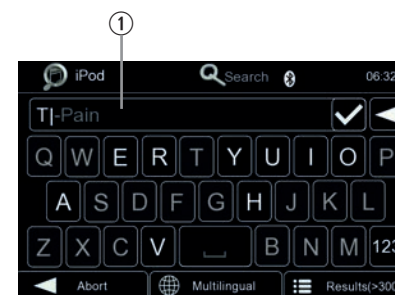 ①
iPod Search 06:32
T|-Pain
Q W E R T Y U I O P
A S D F G H J K L
Z X C V B N M 123
Abort Multilingual Results(>300